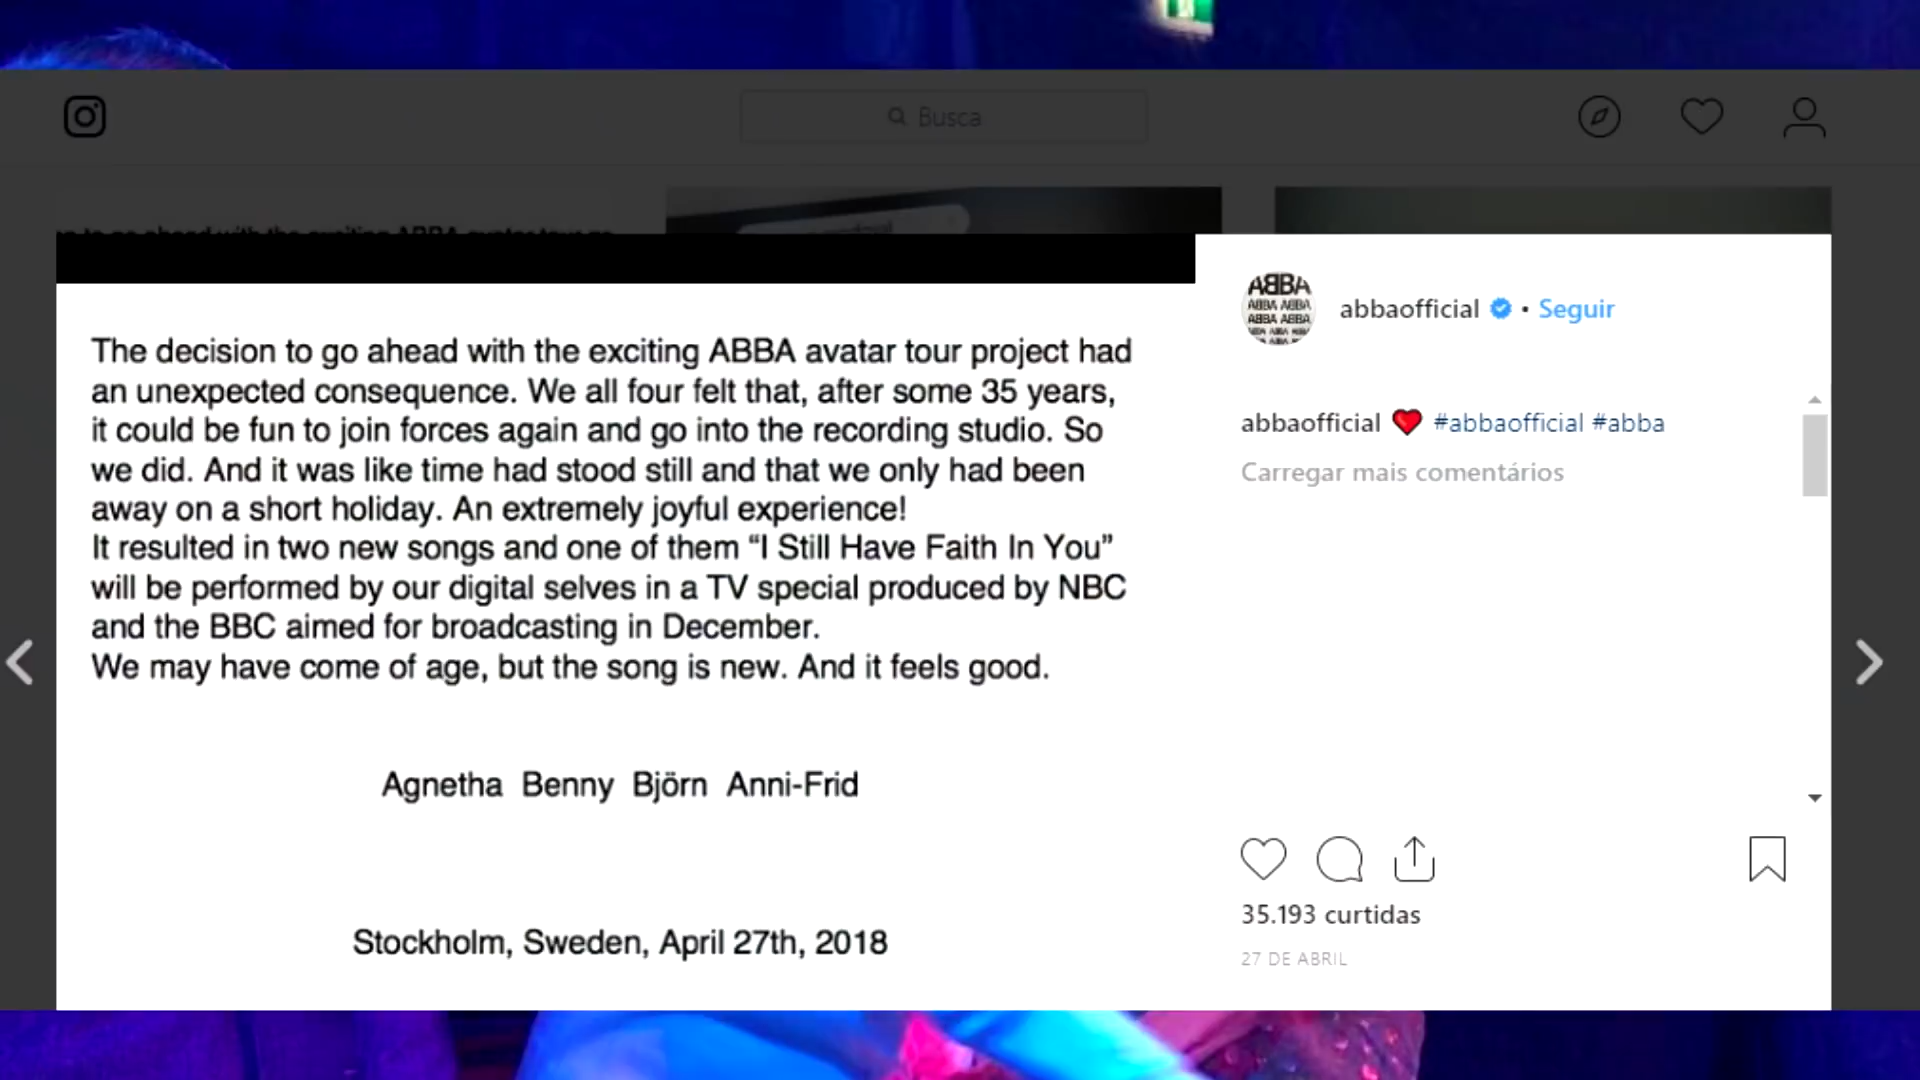 Busca
The decision to go ahead with the exciting ABBA avatar tour project had
an unexpected consequence. We all four felt that, after some 35 years,
it could be fun to join forces again and go into the recording studio. So
we did. And it was like time had stood still and that we only had been
away on a short holiday. An extremely joyful experience!
It resulted in two new songs and one of them “I Still Have Faith In You”
will be performed by our digital selves in a TV special produced by NBC
and the BBC aimed for broadcasting in December.
We may have come of age, but the song is new. And it feels good.
Agnetha Benny Björn Anni-Frid
Stockholm, Sweden, April 27th, 2018
ABBA
ABBA ABBA
ABBA ABBA
abbaofficial • Seguir
abbaofficial ❤ #abbaofficial #abba
Carregar mais comentários
35.193 curtidas
27 DE ABRIL